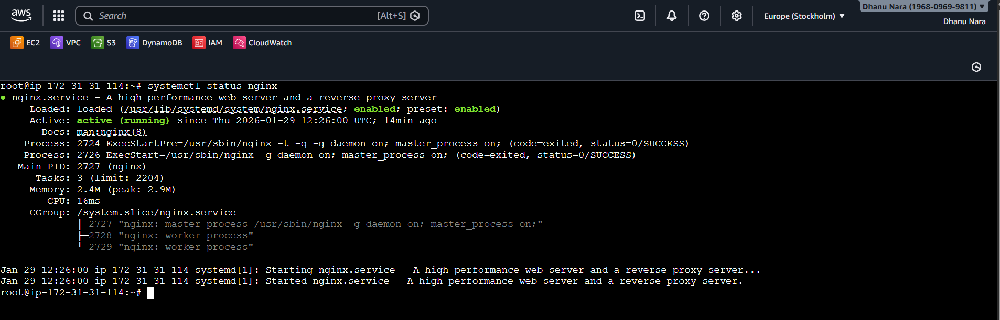 aws
Search [Alt+S]
Europe (Stockholm) ▼
Dhanu Nara (1968-0969-9811) ▼
Dhanu Nara
EC2 VPC S3 DynamoDB IAM CloudWatch
root@ip-172-31-31-114:~# systemctl status nginx
● nginx.service - A high performance web server and a reverse proxy server
Loaded: loaded (/usr/lib/systemd/system/nginx.service; enabled; preset: enabled)
Active: active (running) since Thu 2026-01-29 12:26:00 UTC; 14min ago
Docs: man:nginx(8)
Process: 2724 ExecStartPre=/usr/sbin/nginx -t -q -g daemon on; master_process on; (code=exited, status=0/SUCCESS)
Process: 2726 ExecStart=/usr/sbin/nginx -g daemon on; master_process on; (code=exited, status=0/SUCCESS)
Main PID: 2727 (nginx)
Tasks: 3 (limit: 2204)
Memory: 2.4M (peak: 2.9M)
CPU: 16ms
CGroup: /system.slice/nginx.service
├─2727 "nginx: master process /usr/sbin/nginx -g daemon on; master_process on;"
├─2728 "nginx: worker process"
└─2729 "nginx: worker process"
Jan 29 12:26:00 ip-172-31-31-114 systemd[1]: Starting nginx.service - A high performance web server and a reverse proxy server...
Jan 29 12:26:00 ip-172-31-31-114 systemd[1]: Started nginx.service - A high performance web server and a reverse proxy server.
root@ip-172-31-31-114:~#